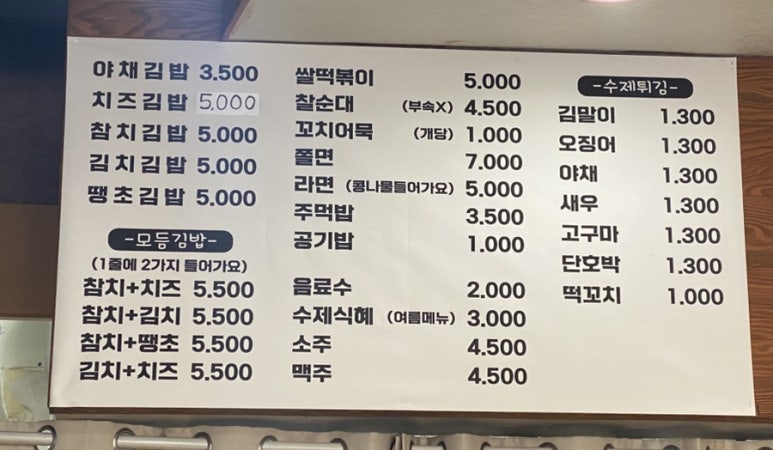 야채김밥 3.500
치즈김밥 5,000
참치김밥 5.000
김치김밥 5.000
땡초김밥 5.000
-모듬김밥-
(1줄에 2가지 들어가요)
참치+치즈 5.500
참치+김치 5.500
참치+땡초 5.500
김치+치즈 5.500
쌀떡볶이 5.000
찰순대 (부속X) 4.500
꼬치어묵 (개당) 1.000
쫄면 7.000
라면 (콩나물들어가요) 5.000
주먹밥 3.500
공기밥 1.000
음료수 2.000
수제식혜 (여름메뉴) 3.000
소주 4.500
맥주 4.500
-수제튀김-
김말이 1.300
오징어 1.300
야채 1.300
새우 1.300
고구마 1.300
단호박 1.300
떡꼬치 1.000